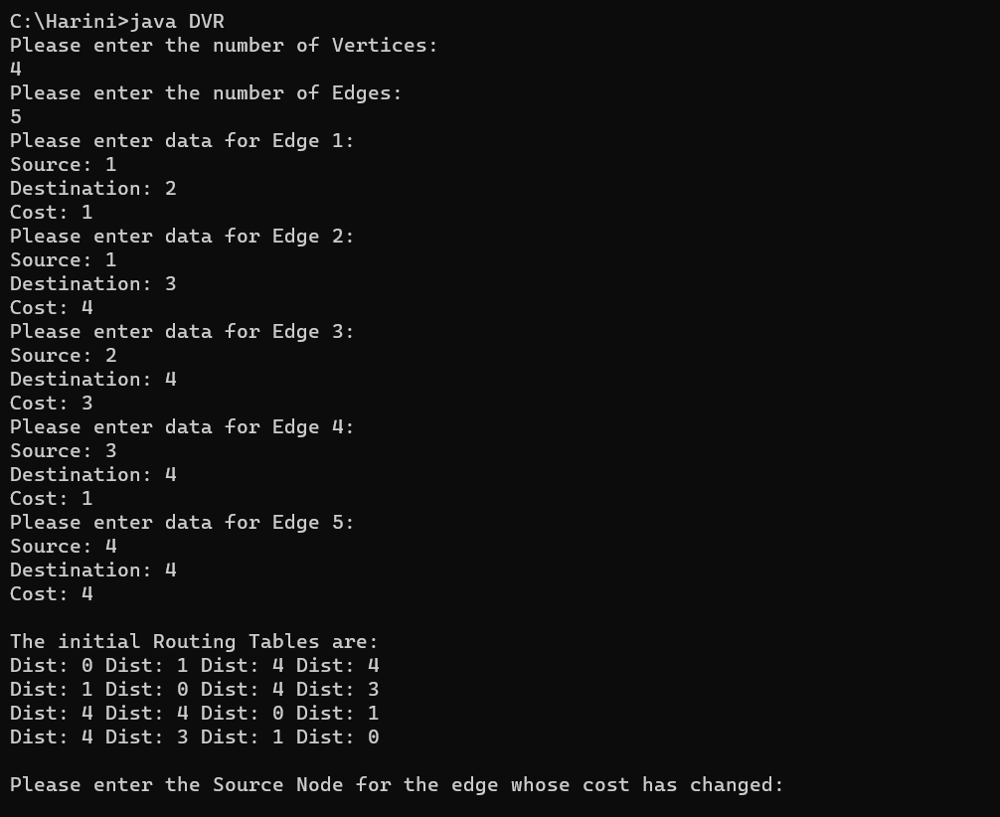 C:\Harini>java DVR
Please enter the number of Vertices:
4
Please enter the number of Edges:
5
Please enter data for Edge 1:
Source: 1
Destination: 2
Cost: 1
Please enter data for Edge 2:
Source: 1
Destination: 3
Cost: 4
Please enter data for Edge 3:
Source: 2
Destination: 4
Cost: 3
Please enter data for Edge 4:
Source: 3
Destination: 4
Cost: 1
Please enter data for Edge 5:
Source: 4
Destination: 4
Cost: 4
The initial Routing Tables are:
Dist: 0 Dist: 1 Dist: 4 Dist: 4
Dist: 1 Dist: 0 Dist: 4 Dist: 3
Dist: 4 Dist: 4 Dist: 0 Dist: 1
Dist: 4 Dist: 3 Dist: 1 Dist: 0
Please enter the Source Node for the edge whose cost has changed: